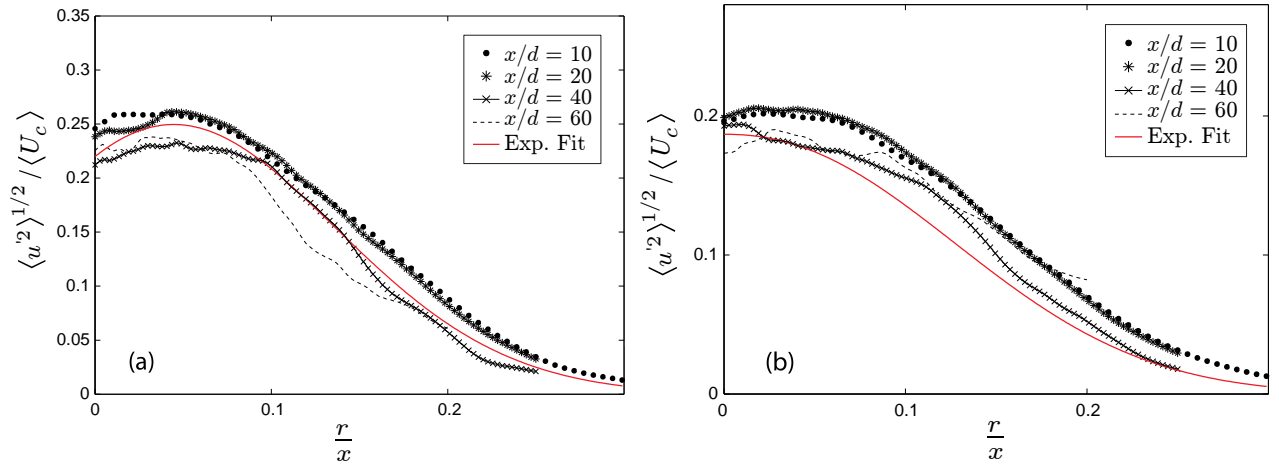 0.35
0.3
0.25
0.20
0.15
0.1
0.05
0
⟨u'²⟩^{1/2} / ⟨U_c⟩
x/d = 10
x/d = 20
x/d = 40
x/d = 60
Exp. Fit
(a)
0 0.1 0.2
r/x
0.2
0.1
0
⟨u'²⟩^{1/2} / ⟨U_c⟩
x/d = 10
x/d = 20
x/d = 40
x/d = 60
Exp. Fit
(b)
0 0.1 0.2
r/x